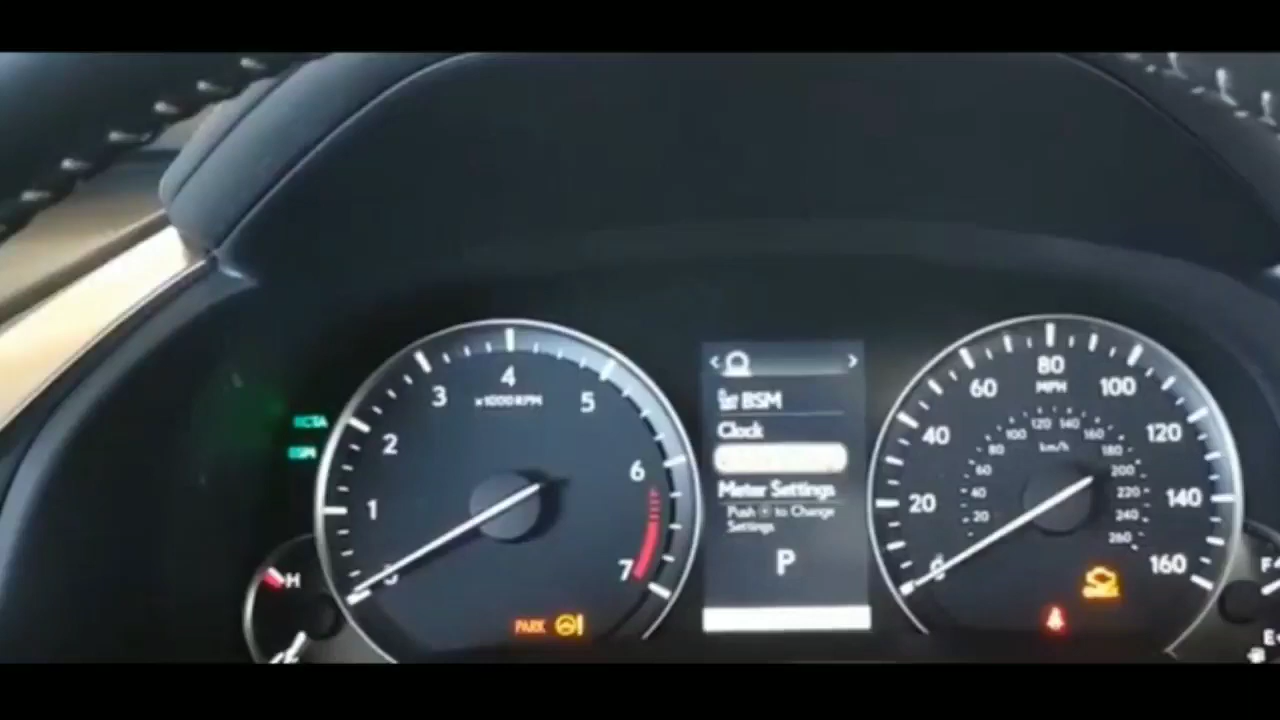 RCTA
BSM
1
2
3
4
5
6
7
x1000 RPM
H
PARK
BSM
Clock
Meter Settings
Push to Change
Settings
P
0
20
40
60
80
100
120
140
160
MPH
km/h
20
40
60
80
100
120
140
160
180
200
220
240
260
F
E